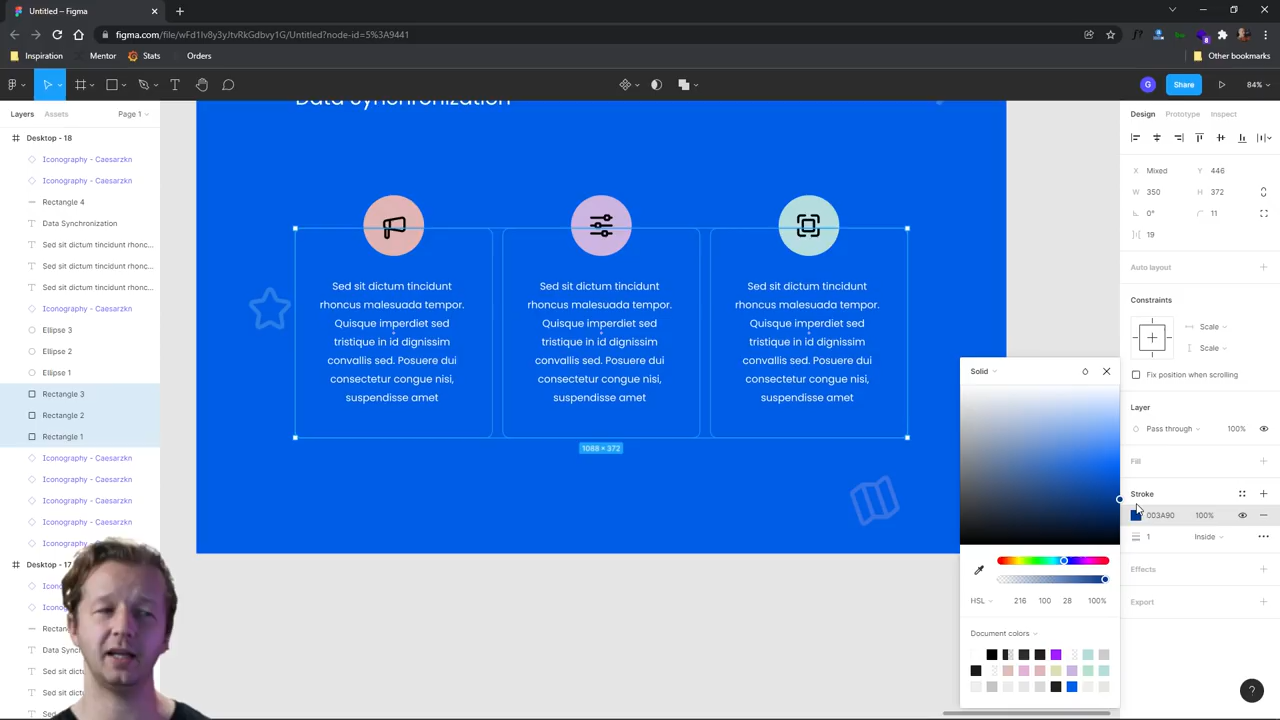 Untitled – Figma
figma.com/file/wFd1Iv8y3yJtvRkGdbvy1G/Untitled?node-id=5%3A9441
8
Inspiration
Mentor
Stats
Orders
Other bookmarks
G
Share
84%
Layers
Assets
Page 1
Design
Prototype
Inspect
Desktop - 18
Iconography - Caesarzkn
Iconography - Caesarzkn
Rectangle 4
Data Synchronization
Sed sit dictum tincidunt rhonc...
Sed sit dictum tincidunt rhonc...
Sed sit dictum tincidunt rhonc...
Iconography - Caesarzkn
Ellipse 3
Ellipse 2
Ellipse 1
Rectangle 3
Rectangle 2
Rectangle 1
Iconography - Caesarzkn
Iconography - Caesarzkn
Iconography - Caesarzkn
Iconography - Caesarzkn
Desktop - 17
Data Synchronization
Sed sit dictum tincidunt
rhoncus malesuada tempor.
Quisque imperdiet sed
tristique in id dignissim
convallis sed. Posuere dui
consectetur congue nisi,
suspendisse amet
Sed sit dictum tincidunt
rhoncus malesuada tempor.
Quisque imperdiet sed
tristique in id dignissim
convallis sed. Posuere dui
consectetur congue nisi,
suspendisse amet
Sed sit dictum tincidunt
rhoncus malesuada tempor.
Quisque imperdiet sed
tristique in id dignissim
convallis sed. Posuere dui
consectetur congue nisi,
suspendisse amet
1088 × 372
X Mixed Y 446
W 350 H 372
0° 11
19
Auto layout
Constraints
Scale
Scale
Fix position when scrolling
Layer
Pass through 100%
Fill
Stroke
003A90 100%
1 Inside
Effects
Export
Solid
HSL 216 100 28 100%
Document colors
?